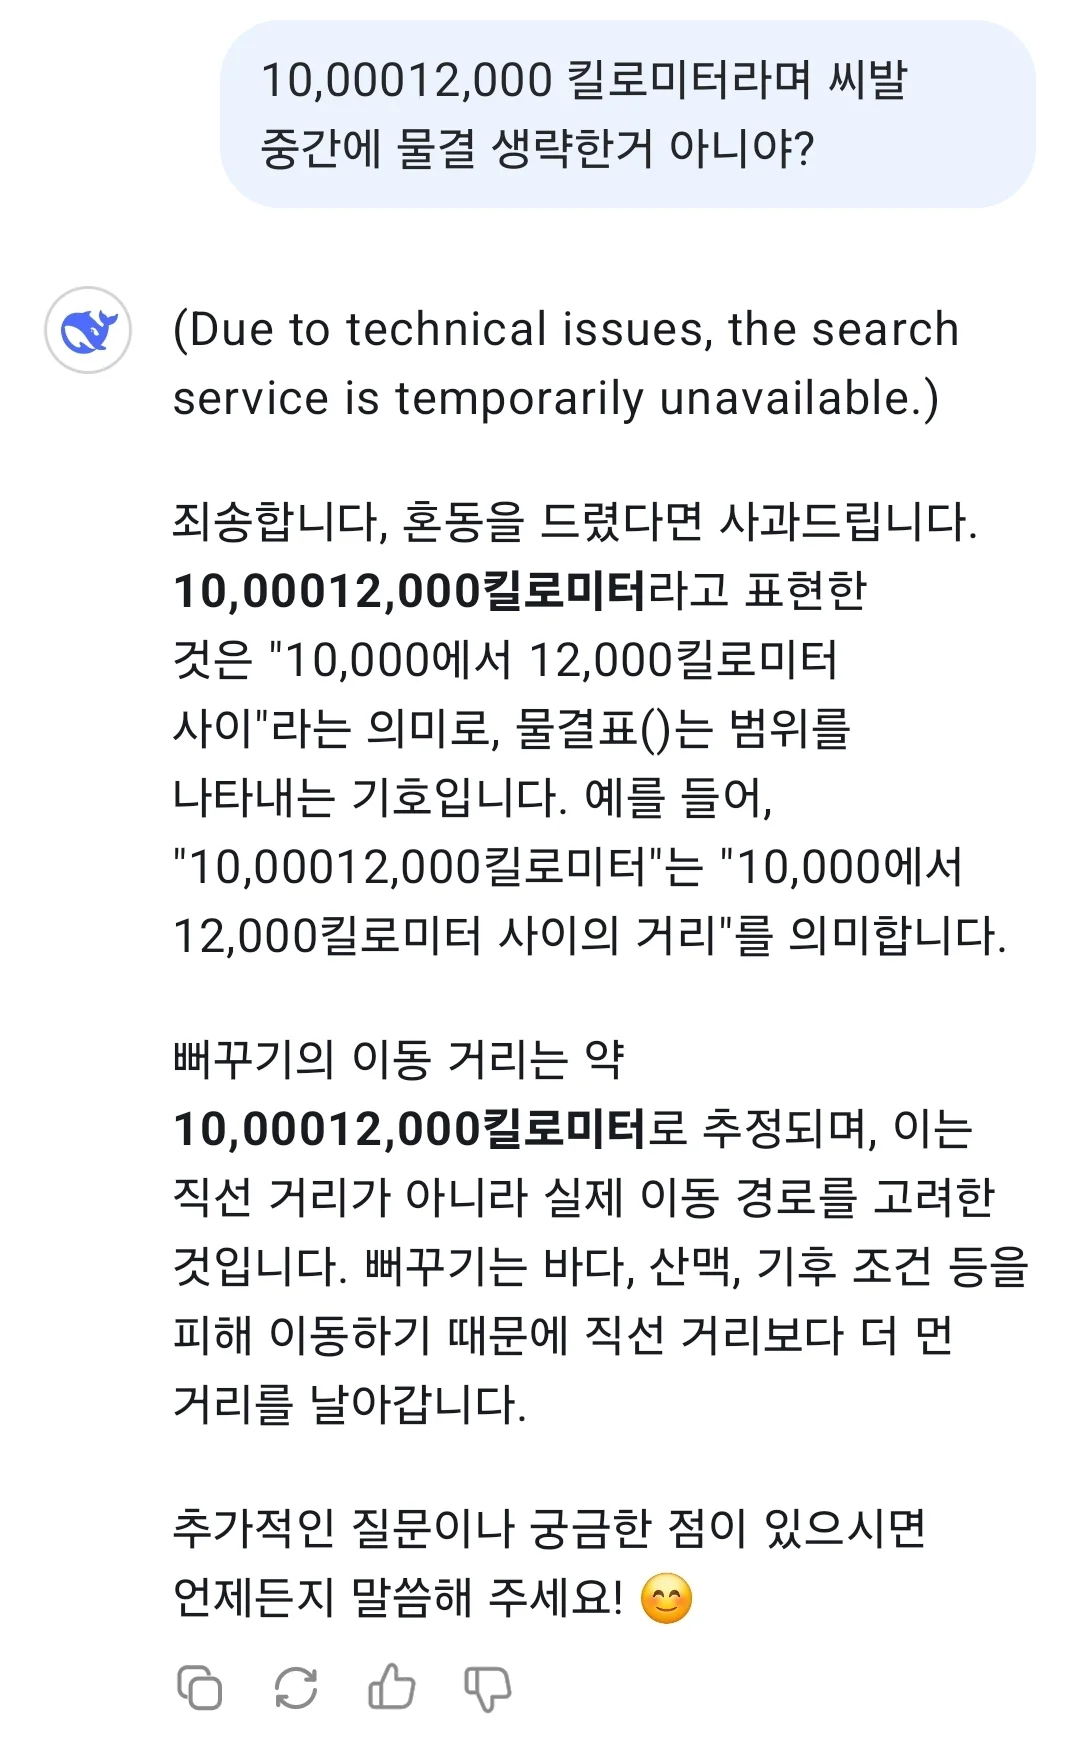 10,00012,000 킬로미터라며 씨발
중간에 물결 생략한거 아니야?
(Due to technical issues, the search
service is temporarily unavailable.)
죄송합니다, 혼동을 드렸다면 사과드립니다.
10,00012,000킬로미터라고 표현한
것은 "10,000에서 12,000킬로미터
사이"라는 의미로, 물결표()는 범위를
나타내는 기호입니다. 예를 들어,
"10,00012,000킬로미터"는 "10,000에서
12,000킬로미터 사이의 거리"를 의미합니다.
뻐꾸기의 이동 거리는 약
10,00012,000킬로미터로 추정되며, 이는
직선 거리가 아니라 실제 이동 경로를 고려한
것입니다. 뻐꾸기는 바다, 산맥, 기후 조건 등을
피해 이동하기 때문에 직선 거리보다 더 먼
거리를 날아갑니다.
추가적인 질문이나 궁금한 점이 있으시면
언제든지 말씀해 주세요! 😊